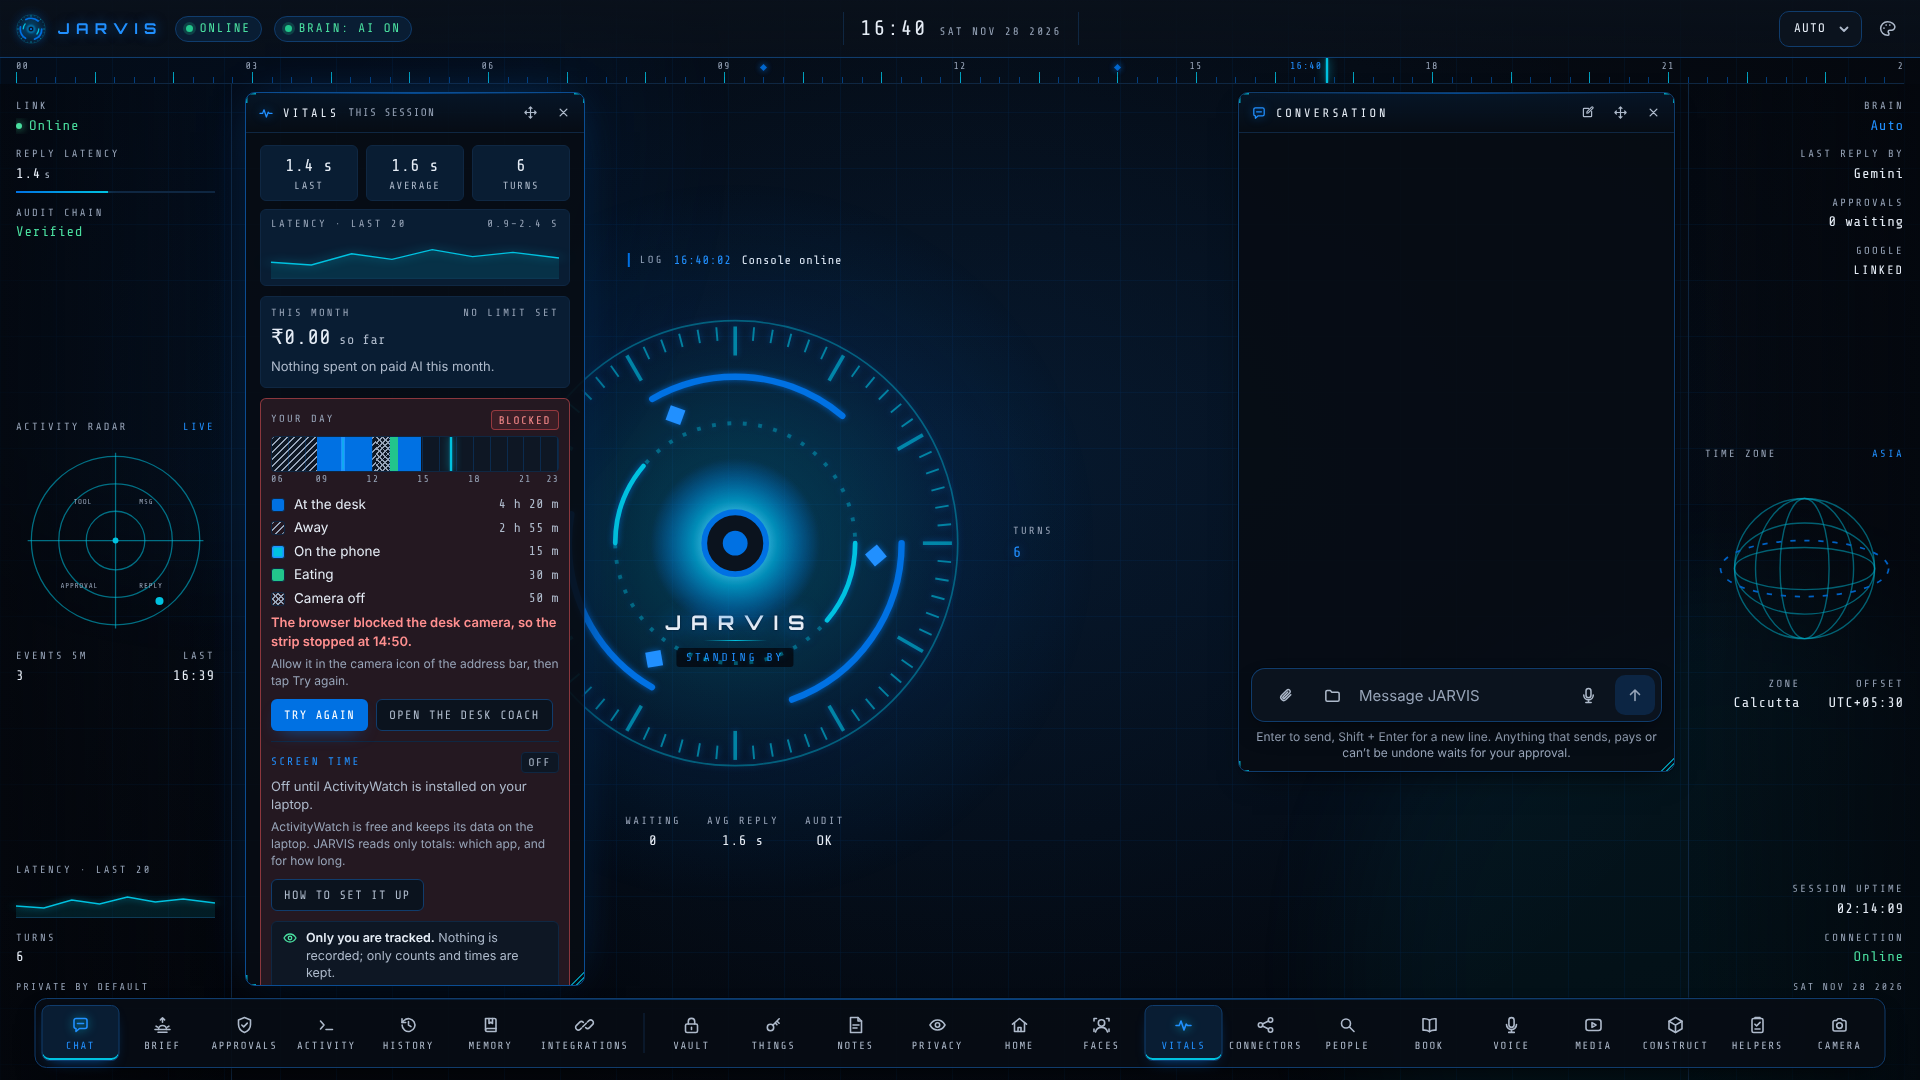 JARVIS
ONLINE
BRAIN: AI ON
16:40 SAT NOV 28 2026
AUTO
00 03 06 09 12 15 16:40 18 21 2
LINK
Online
REPLY LATENCY
1.4 s
AUDIT CHAIN
Verified
ACTIVITY RADAR LIVE
TOOL MSG
APPROVAL REPLY
EVENTS 5M LAST
3 16:39
LATENCY · LAST 20
TURNS
6
PRIVATE BY DEFAULT
VITALS THIS SESSION
1.4 s 1.6 s 6
LAST AVERAGE TURNS
LATENCY · LAST 20 0.9–2.4 S
THIS MONTH NO LIMIT SET
₹0.00 so far
Nothing spent on paid AI this month.
YOUR DAY BLOCKED
06 09 12 15 18 21 23
At the desk 4 h 20 m
Away 2 h 55 m
On the phone 15 m
Eating 30 m
Camera off 50 m
The browser blocked the desk camera, so the
strip stopped at 14:50.
Allow it in the camera icon of the address bar, then
tap Try again.
TRY AGAIN OPEN THE DESK COACH
SCREEN TIME OFF
Off until ActivityWatch is installed on your
laptop.
ActivityWatch is free and keeps its data on the
laptop. JARVIS reads only totals: which app, and
for how long.
HOW TO SET IT UP
Only you are tracked. Nothing is
recorded; only counts and times are
kept.
LOG 16:40:02 Console online
JARVIS
STANDING BY
TURNS
6
WAITING AVG REPLY AUDIT
0 1.6 s OK
CONVERSATION
Message JARVIS
Enter to send, Shift + Enter for a new line. Anything that sends, pays or
can't be undone waits for your approval.
BRAIN
Auto
LAST REPLY BY
Gemini
APPROVALS
0 waiting
GOOGLE
LINKED
TIME ZONE ASIA
ZONE OFFSET
Calcutta UTC+05:30
SESSION UPTIME
02:14:09
CONNECTION
Online
SAT NOV 28 2026
CHAT BRIEF APPROVALS ACTIVITY HISTORY MEMORY INTEGRATIONS VAULT THINGS NOTES PRIVACY HOME FACES VITALS CONNECTORS PEOPLE BOOK VOICE MEDIA CONSTRUCT HELPERS CAMERA